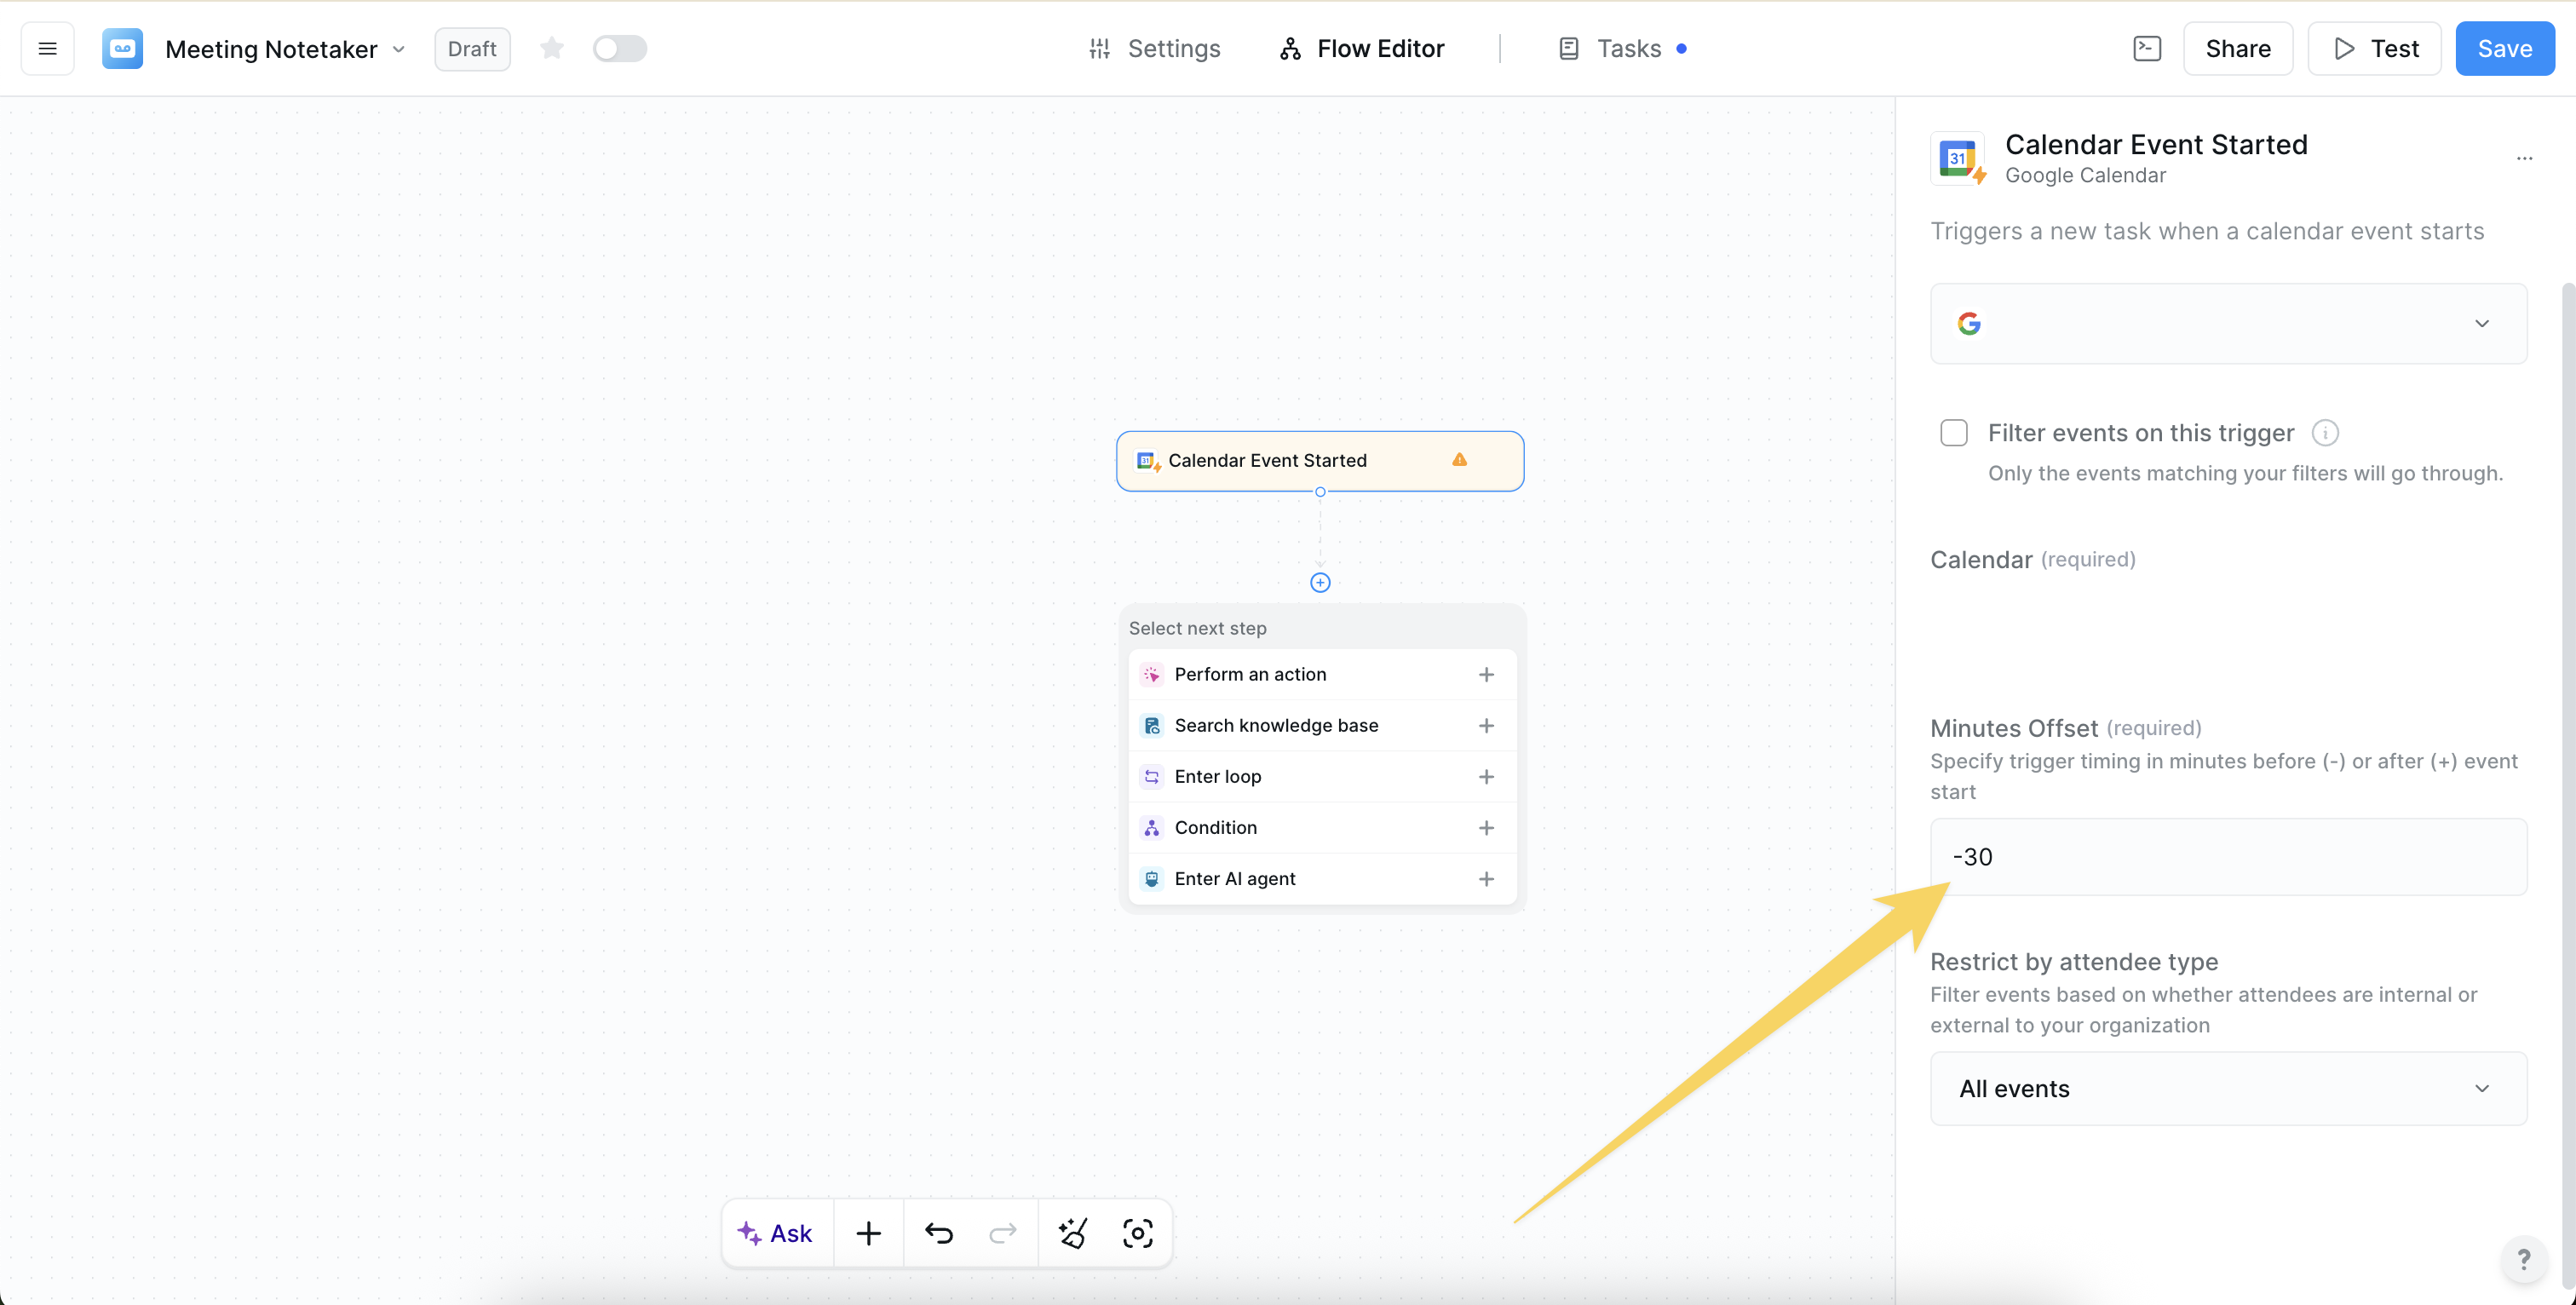 Meeting Notetaker
Draft
Settings
Flow Editor
Tasks
Share
Test
Save
31
Calendar Event Started
Google Calendar
Triggers a new task when a calendar event starts
Filter events on this trigger
Only the events matching your filters will go through.
Calendar (required)
Minutes Offset (required)
Specify trigger timing in minutes before (-) or after (+) event
start
-30
Restrict by attendee type
Filter events based on whether attendees are internal or
external to your organization
All events
31
Calendar Event Started
Select next step
Perform an action
Search knowledge base
Enter loop
Condition
Enter AI agent
Ask
?